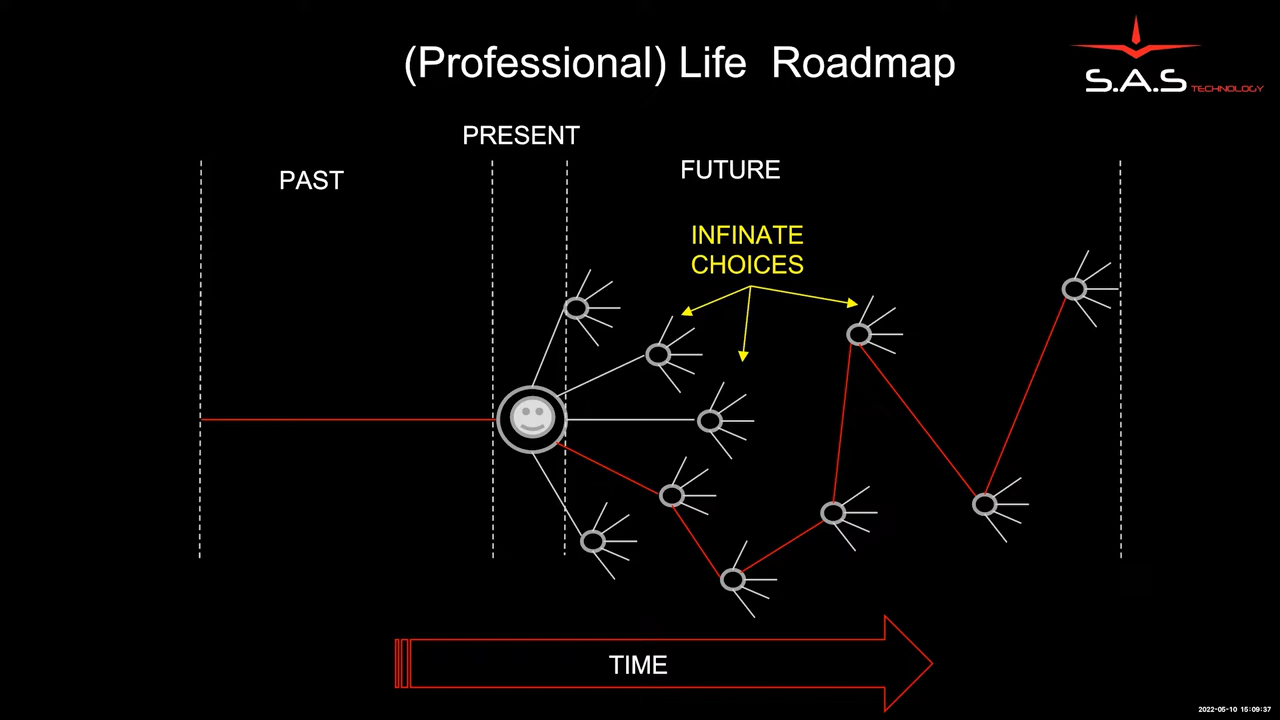 (Professional) Life Roadmap
S.A.S TECHNOLOGY
PRESENT
PAST
FUTURE
INFINATE
CHOICES
TIME
2022-05-10 15:09:37